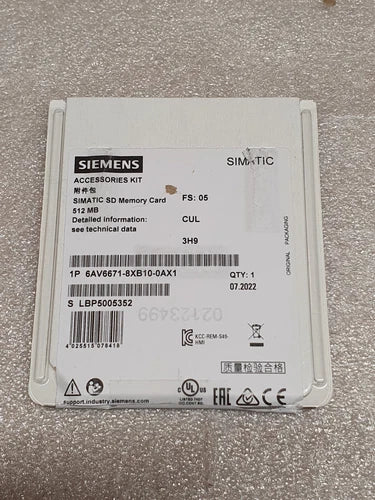 SIEMENS
SIMATIC
ACCESSORIES KIT
附件包
SIMATIC SD Memory Card
512 MB
Detailed information:
see technical data
FS: 05
CUL
3H9
ORIGINAL PACKAGING
1P 6AV6671-8XB10-0AX1
QTY: 1
07.2022
S LBP5005352
02123499
KCC-REM-S49-
HMI
质量检验合格
support.industry.siemens.com